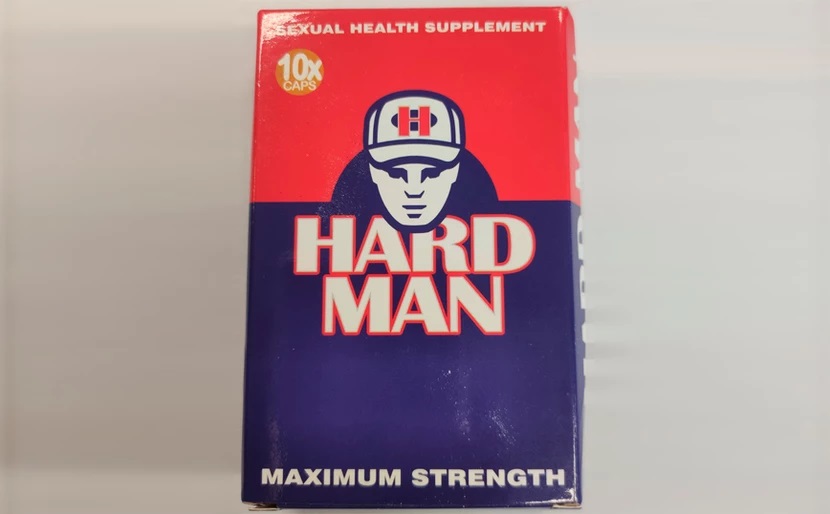 SEXUAL HEALTH SUPPLEMENT
10x
CAPS
H
HARD
MAN
MAXIMUM STRENGTH